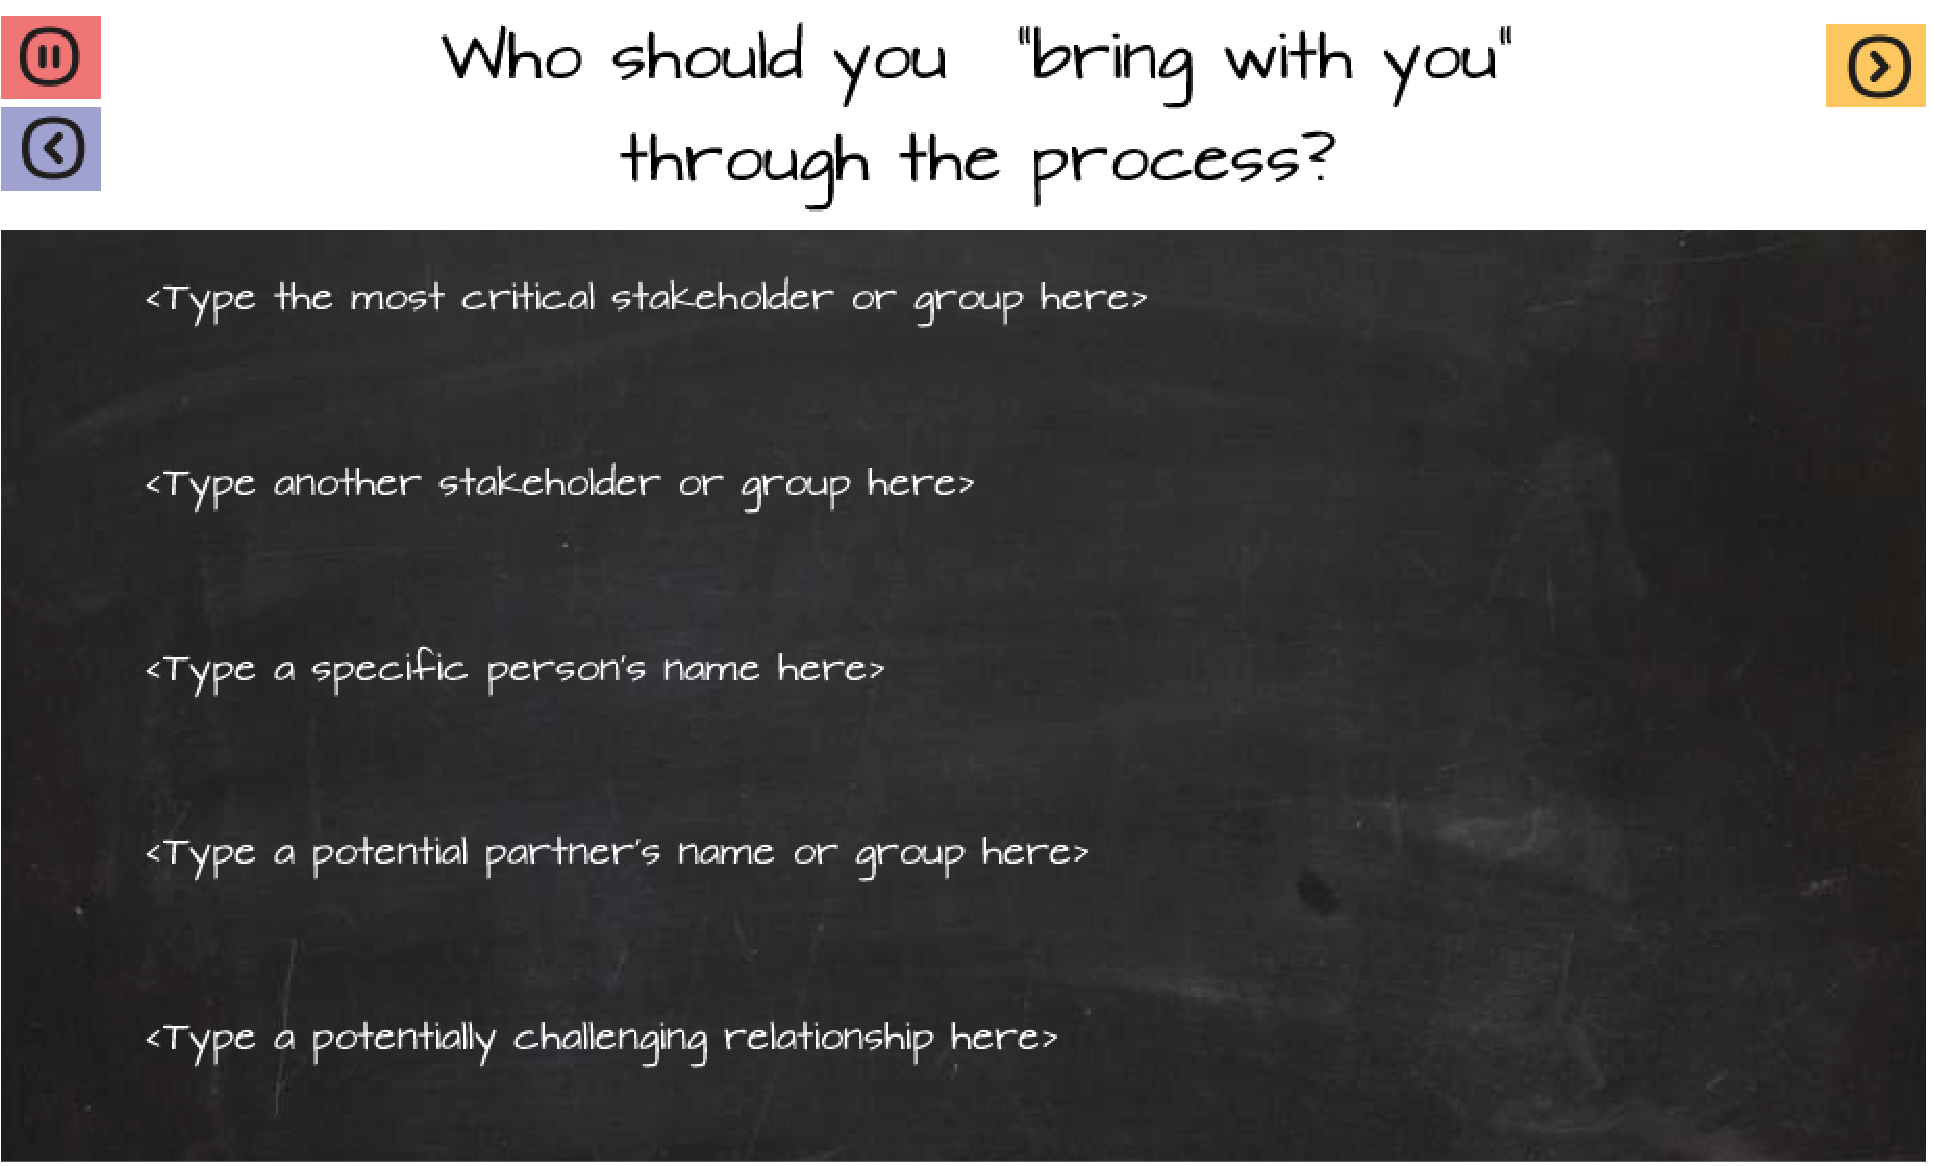 Who should you "bring with you"
through the process?
<Type the most critical stakeholder or group here>
<Type another stakeholder or group here>
<Type a specific person's name here>
<Type a potential partner's name or group here>
<Type a potentially challenging relationship here>